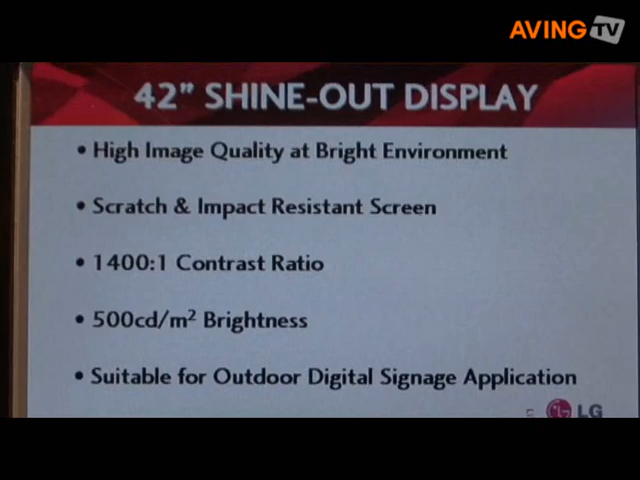 AVING TV
42" SHINE-OUT DISPLAY
• High Image Quality at Bright Environment
• Scratch & Impact Resistant Screen
• 1400:1 Contrast Ratio
• 500cd/m² Brightness
• Suitable for Outdoor Digital Signage Application
LG